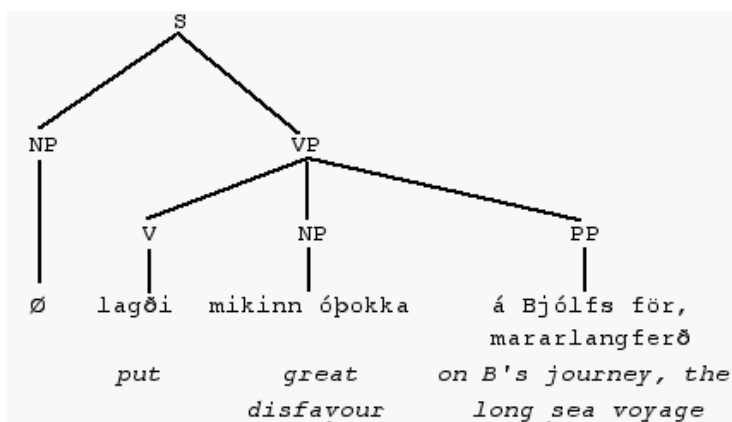 S
NP VP
V NP PP
Ø lagði mikinn óþokka á Bjólfs för,
mararlangferð
put great on B's journey, the
disfavour long sea voyage